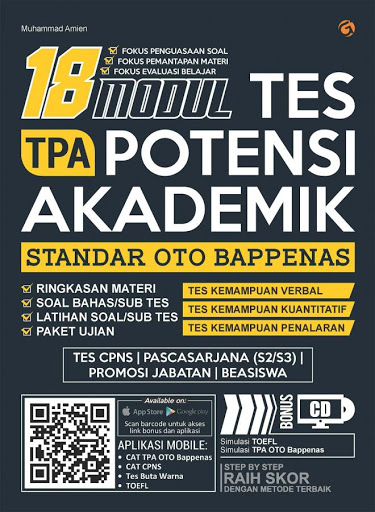 Muhammad Amien
G
18 MODUL
FOKUS PENGUASAAN SOAL
FOKUS PEMANTAPAN MATERI
FOKUS EVALUASI BELAJAR
TES
TPA POTENSI
AKADEMIK
STANDAR OTO BAPPENAS
RINGKASAN MATERI
SOAL BAHAS/SUB TES
LATIHAN SOAL/SUB TES
PAKET UJIAN
TES KEMAMPUAN VERBAL
TES KEMAMPUAN KUANTITATIF
TES KEMAMPUAN PENALARAN
TES CPNS | PASCASARJANA (S2/S3) |
PROMOSI JABATAN | BEASISWA
Available on:
App Store Google play
Scan barcode untuk akses
link bonus dan aplikasi
APLIKASI MOBILE:
• CAT TPA OTO Bappenas
• CAT CPNS
• Tes Buta Warna
• TOEFL
BONUS
CD
Simulasi TOEFL
Simulasi TPA OTO Bappenas
STEP BY STEP
RAIH SKOR
DENGAN METODE TERBAIK